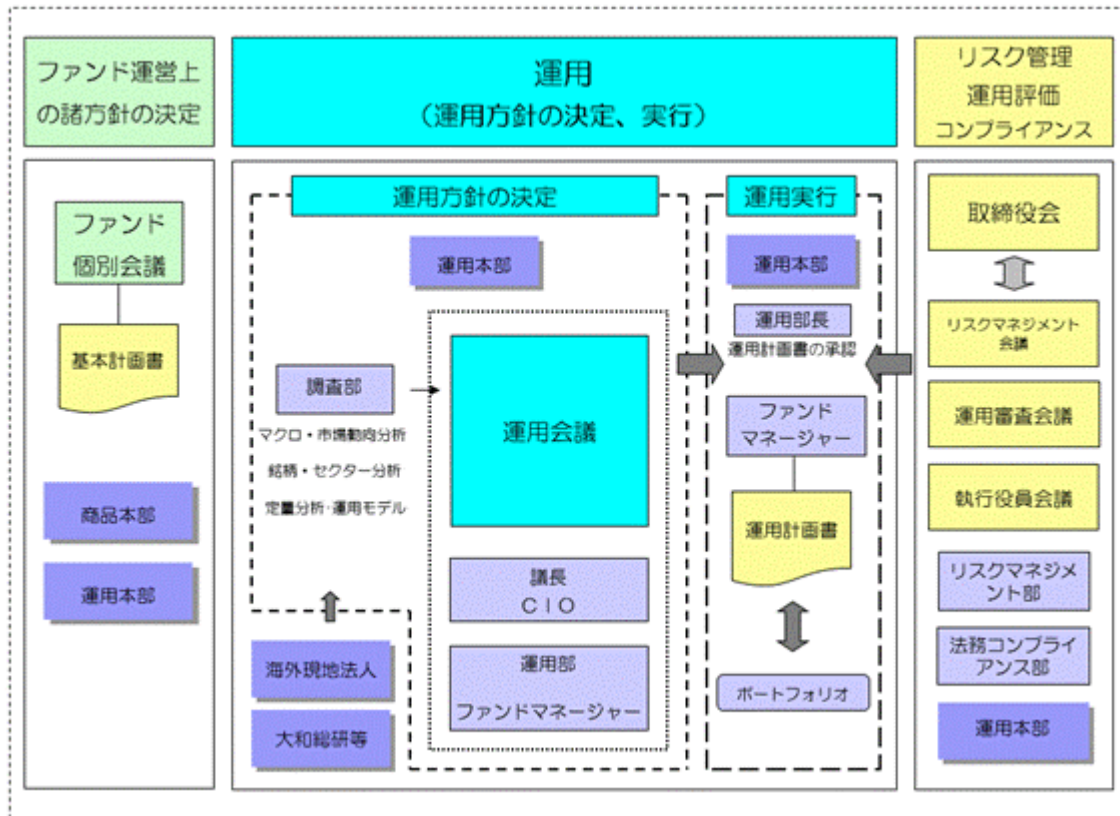 ファンド運営上
の諸方針の決定
運用
(運用方針の決定、実行)
リスク管理
運用評価
コンプライアンス
ファンド
個別会議
基本計画書
商品本部
運用本部
運用方針の決定
運用本部
調査部
マクロ・市場動向分析
銘柄・セクター分析
定量分析・運用モデル
運用会議
議長
CIO
運用部
ファンドマネージャー
海外現地法人
大和総研等
運用実行
運用本部
運用部長
運用計画書の承認
ファンド
マネージャー
運用計画書
ポートフォリオ
取締役会
リスクマネジメント
会議
運用審査会議
執行役員会議
リスクマネジメ
ント部
法務コンプライ
アンス部
運用本部